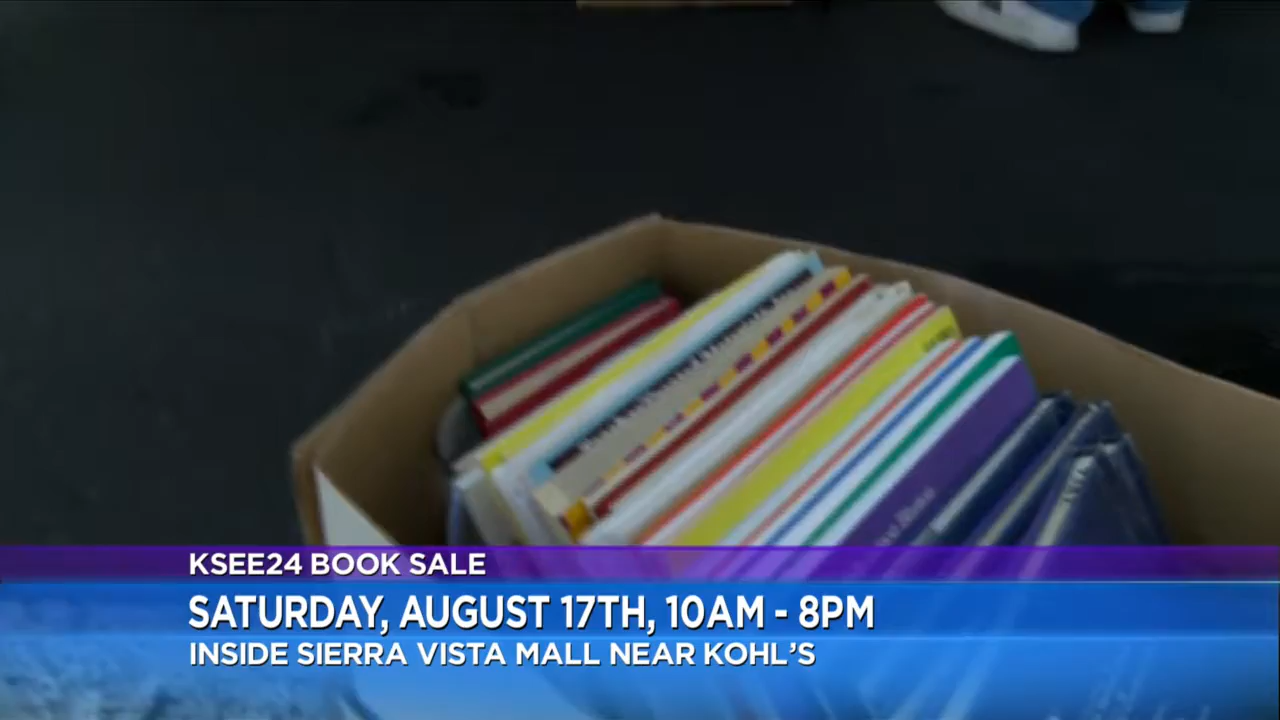 KSEE24 BOOK SALE
SATURDAY, AUGUST 17TH, 10AM - 8PM
INSIDE SIERRA VISTA MALL NEAR KOHL'S